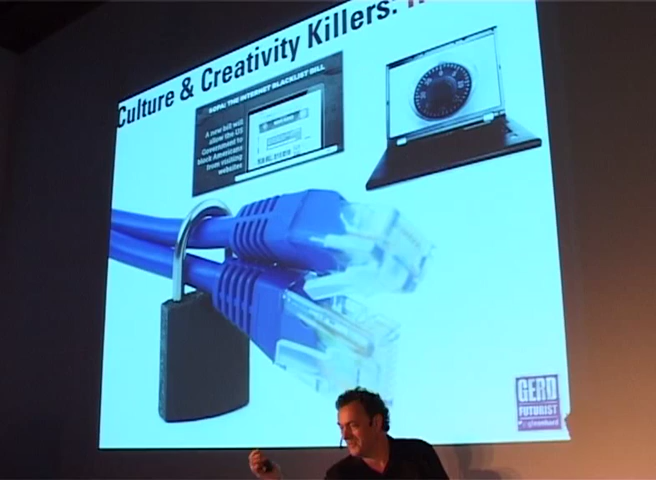 Culture & Creativity Killers:
SOPA: THE INTERNET BLACKLIST BILL
A new bill will
allow the US
Government to
block Americans
from visiting
websites
GERD
FUTURIST